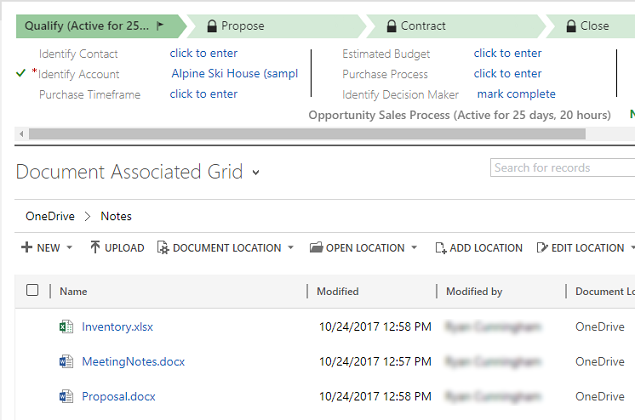 Qualify (Active for 25... Propose Contract Close
Identify Contact click to enter Estimated Budget click to enter
*Identify Account Alpine Ski House (sampl Purchase Process click to enter
Purchase Timeframe click to enter Identify Decision Maker mark complete
Opportunity Sales Process (Active for 25 days, 20 hours)
Document Associated Grid
Search for records
OneDrive > Notes
NEW UPLOAD DOCUMENT LOCATION OPEN LOCATION ADD LOCATION EDIT LOCATION
Name Modified Modified by Document Lo
Inventory.xlsx 10/24/2017 12:58 PM OneDrive
MeetingNotes.docx 10/24/2017 12:57 PM OneDrive
Proposal.docx 10/24/2017 12:58 PM OneDrive